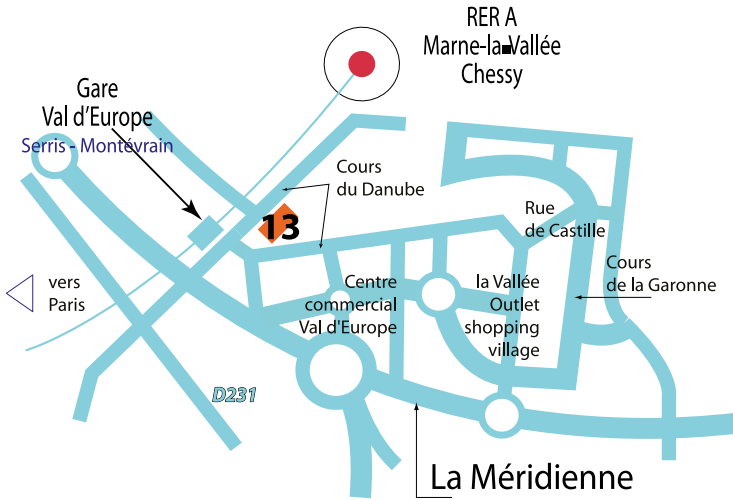 RER A
Marne-la-Vallée
Chessy
Gare
Val d'Europe
Serris - Montévrain
Cours
du Danube
13
Rue
de Castille
Cours
de la Garonne
vers
Paris
Centre
commercial
Val d'Europe
la Vallée
Outlet
shopping
village
D231
La Méridienne